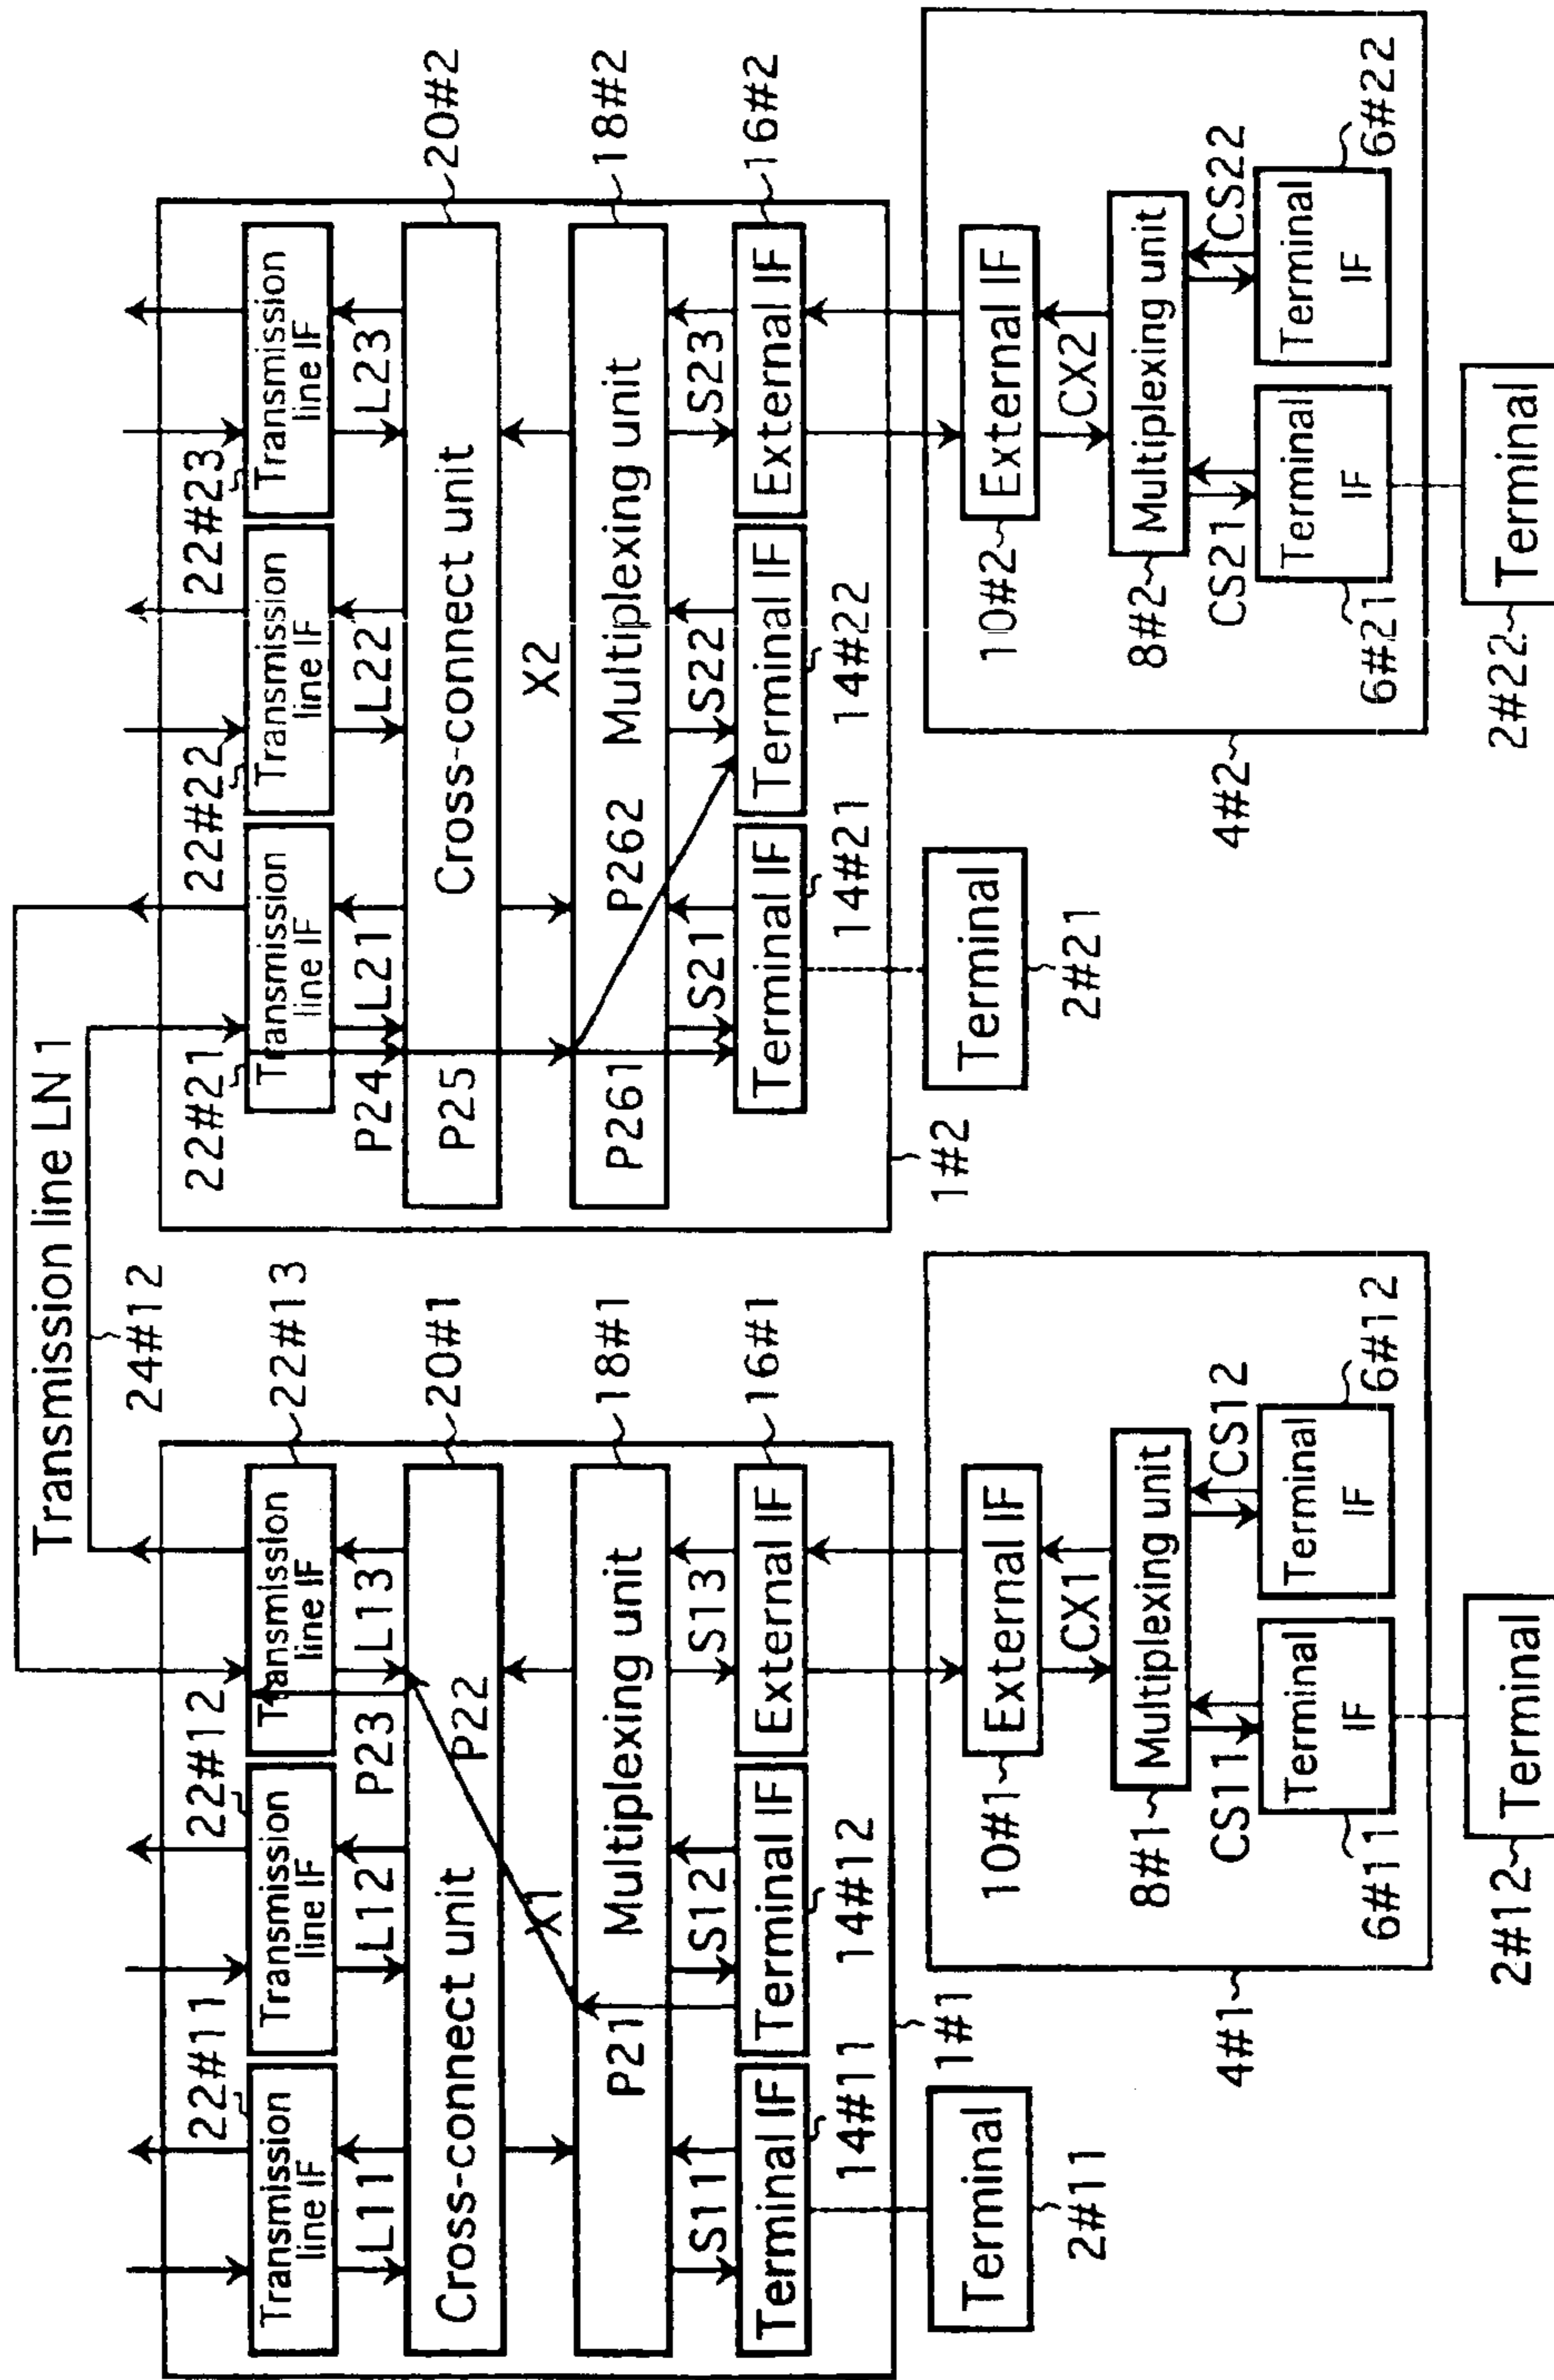 Transmission line LN1
24#12
22#11
22#12
22#13
Transmission
line IF
Transmission
line IF
Transmission
line IF
L11
L12
P23
L13
Cross-connect unit
P22
20#1
X1
P21
Multiplexing unit
18#1
S11
S12
S13
Terminal IF
Terminal IF
External IF
16#1
14#11
14#12
1#1
Terminal
2#11
4#1
10#1
External IF
CX1
8#1
Multiplexing unit
CS11
CS12
Terminal
IF
Terminal
IF
6#11
6#12
2#12
Terminal
22#21
22#22
22#23
Transmission
line IF
Transmission
line IF
Transmission
line IF
P24
L21
L22
L23
P25
Cross-connect unit
20#2
X2
P261
P262
Multiplexing unit
18#2
S21
S22
S23
Terminal IF
Terminal IF
External IF
16#2
14#21
14#22
1#2
Terminal
2#21
4#2
10#2
External IF
CX2
8#2
Multiplexing unit
CS21
CS22
Terminal
IF
Terminal
IF
6#21
6#22
2#22
Terminal